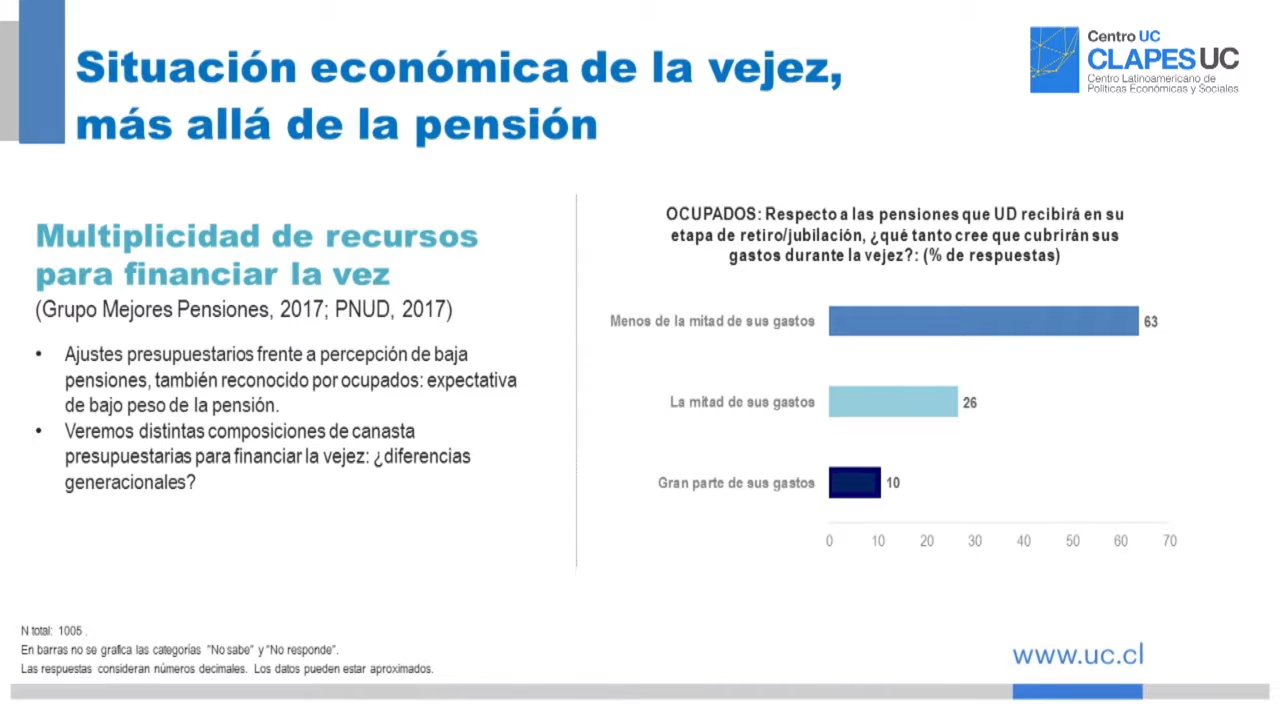 Situación económica de la vejez,
más allá de la pensión
Centro UC
CLAPES UC
Centro Latinoamericano de
Políticas Económicas y Sociales
Multiplicidad de recursos
para financiar la vez
(Grupo Mejores Pensiones, 2017; PNUD, 2017)
• Ajustes presupuestarios frente a percepción de baja
pensiones, también reconocido por ocupados: expectativa
de bajo peso de la pensión.
• Veremos distintas composiciones de canasta
presupuestarias para financiar la vejez: ¿diferencias
generacionales?
OCUPADOS: Respecto a las pensiones que UD recibirá en su
etapa de retiro/jubilación, ¿qué tanto cree que cubrirán sus
gastos durante la vejez?: (% de respuestas)
Menos de la mitad de sus gastos 63
La mitad de sus gastos 26
Gran parte de sus gastos 10
0 10 20 30 40 50 60 70
N total: 1005 .
En barras no se grafica las categorías "No sabe" y "No responde".
Las respuestas consideran números decimales. Los datos pueden estar aproximados.
www.uc.cl